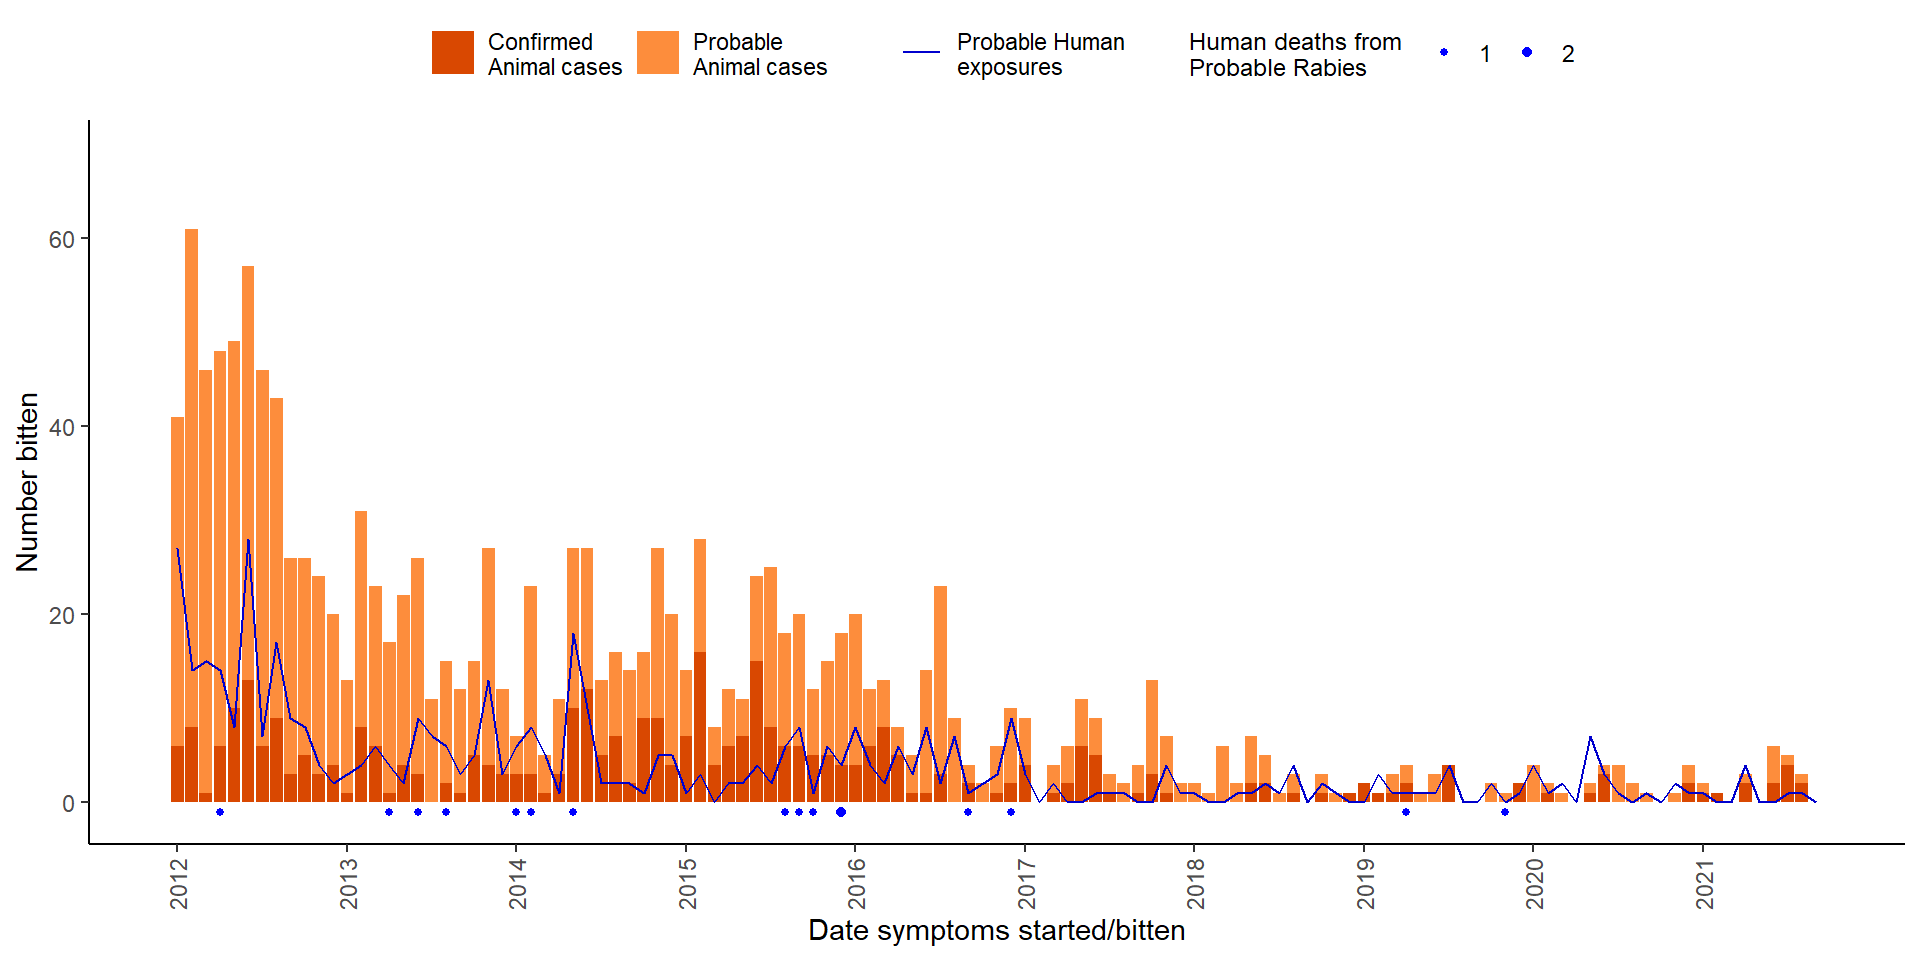 Confirmed
Animal cases
Probable
Animal cases
Probable Human
exposures
Human deaths from
Probable Rabies
1
2
Number bitten
60
40
20
0
2012
2013
2014
2015
2016
2017
2018
2019
2020
2021
Date symptoms started/bitten